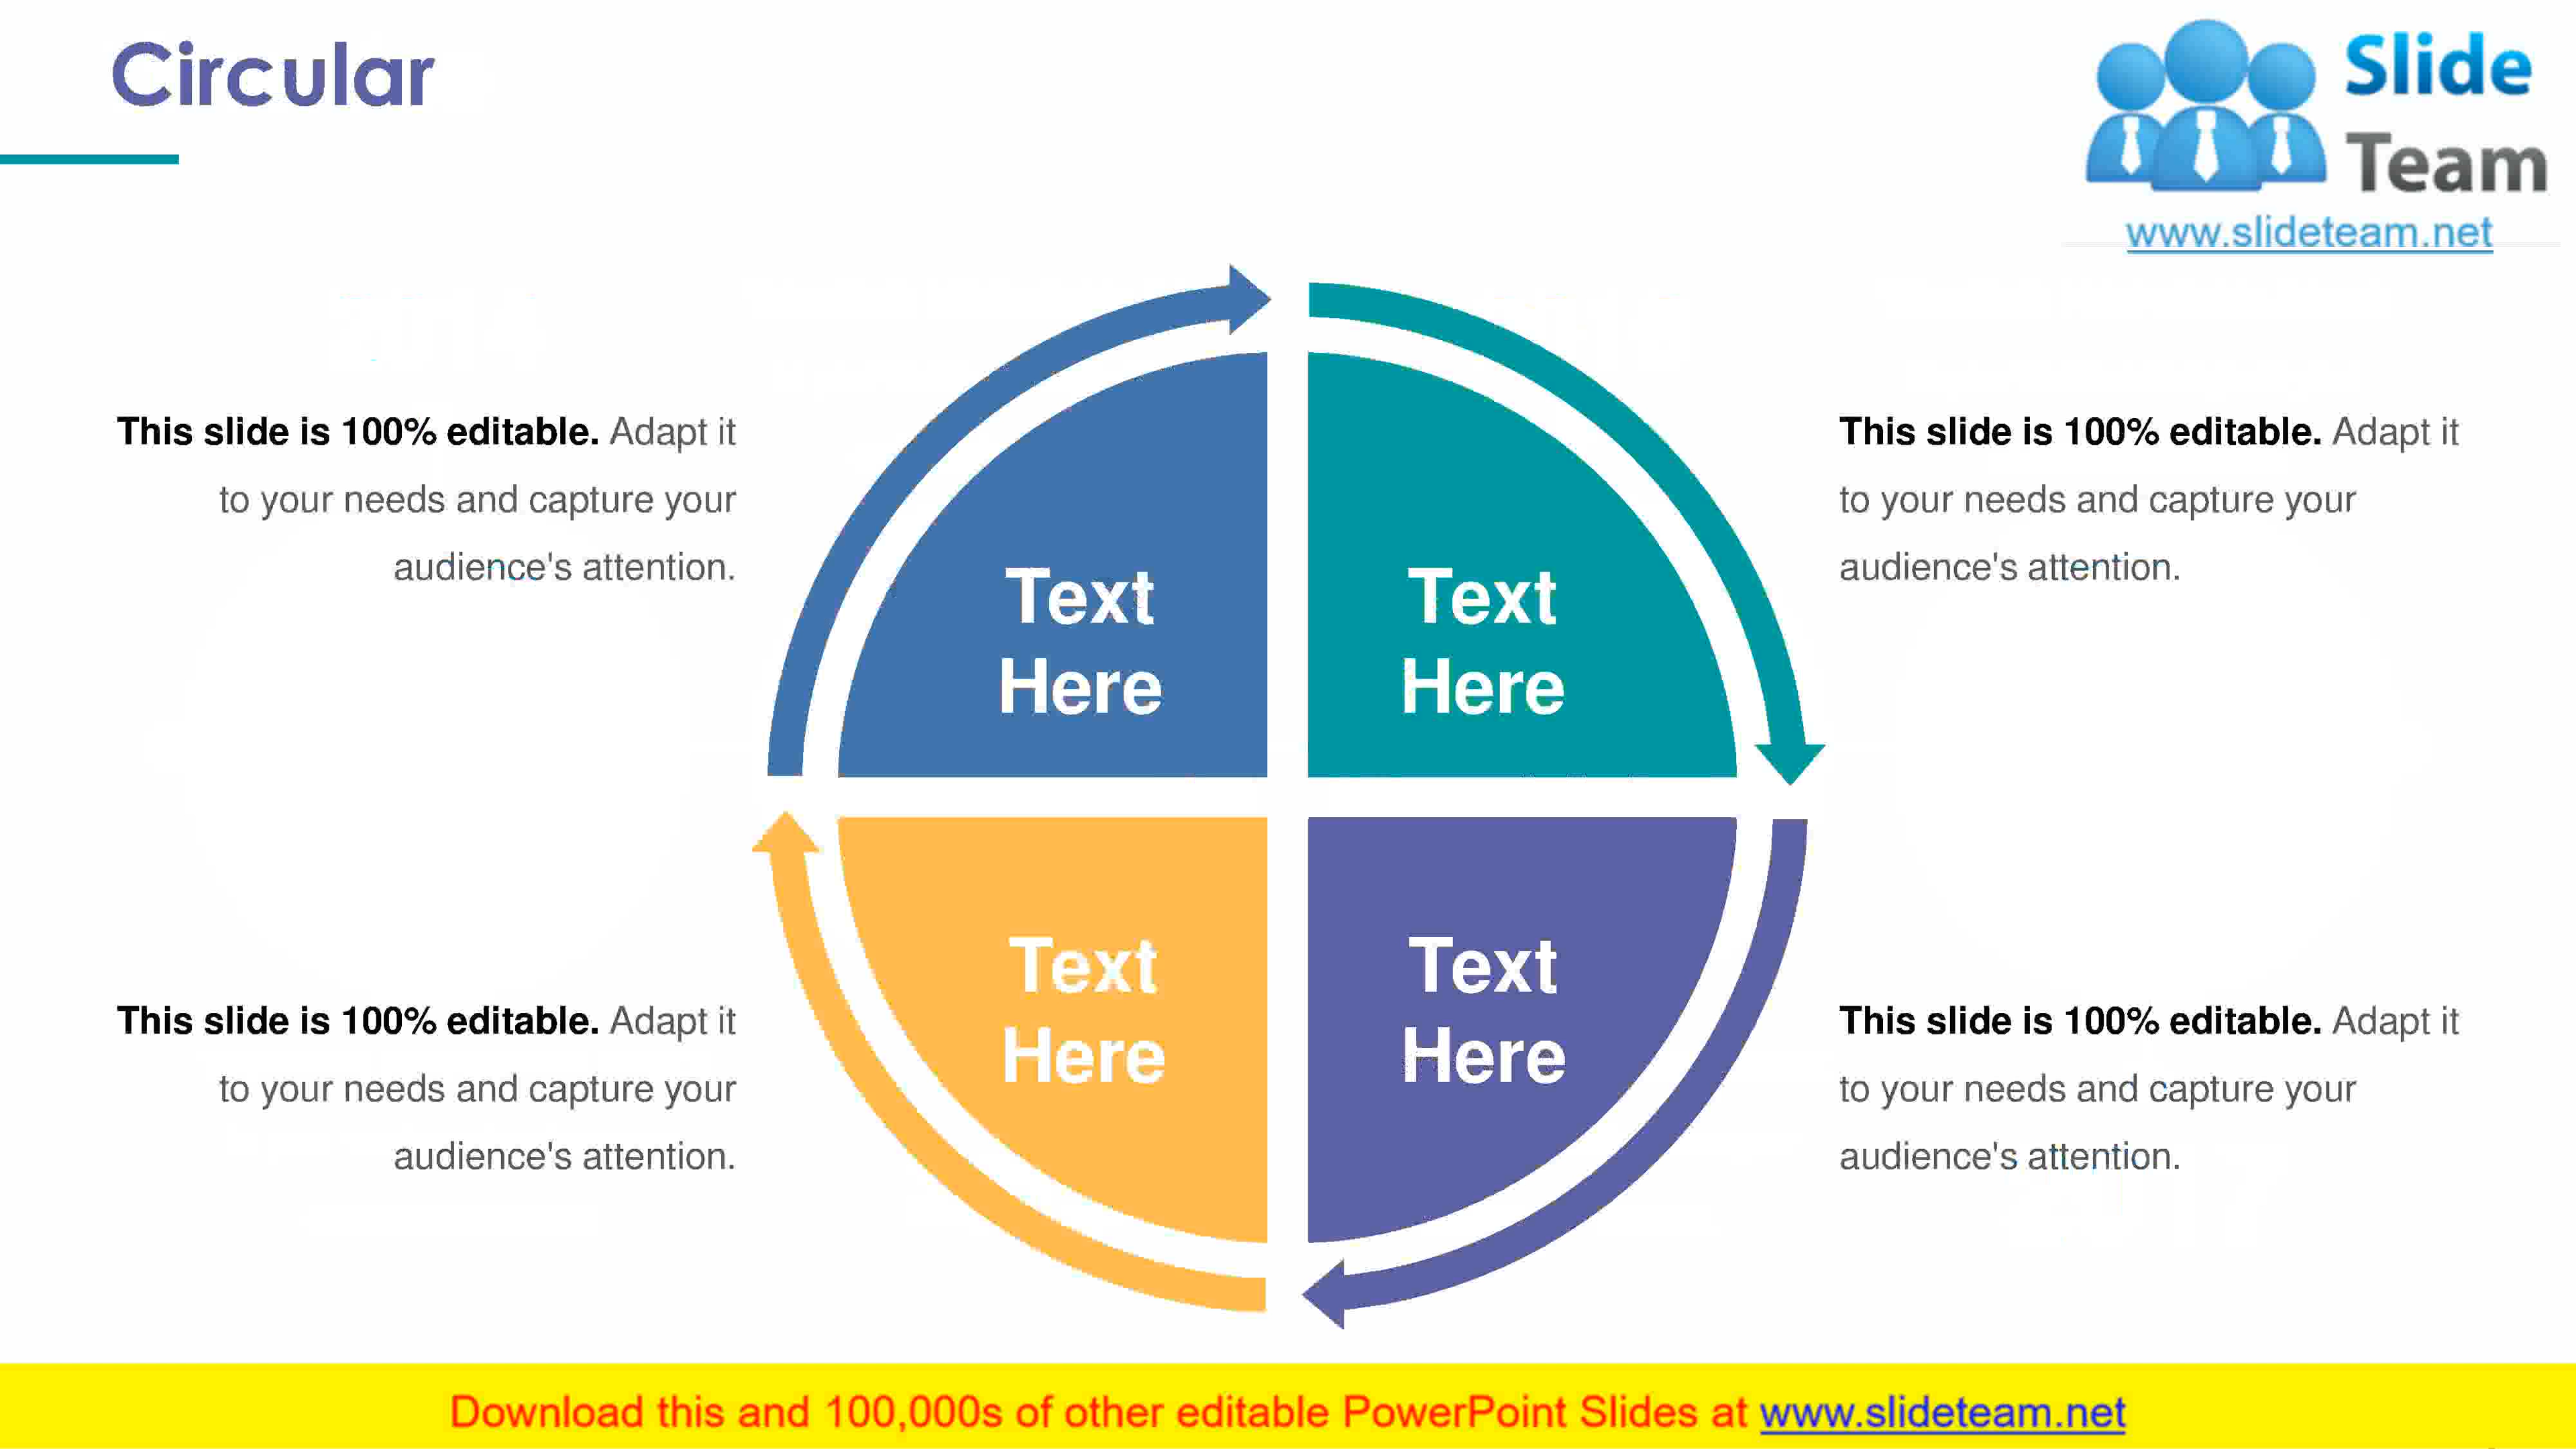 Circular
Slide
Team
www.slideteam.net
This slide is 100% editable. Adapt it
to your needs and capture your
audience's attention.
This slide is 100% editable. Adapt it
to your needs and capture your
audience's attention.
Text
Here
Text
Here
Text
Here
Text
Here
This slide is 100% editable. Adapt it
to your needs and capture your
audience's attention.
This slide is 100% editable. Adapt it
to your needs and capture your
audience's attention.
Download this and 100,000s of other editable PowerPoint Slides at www.slideteam.net